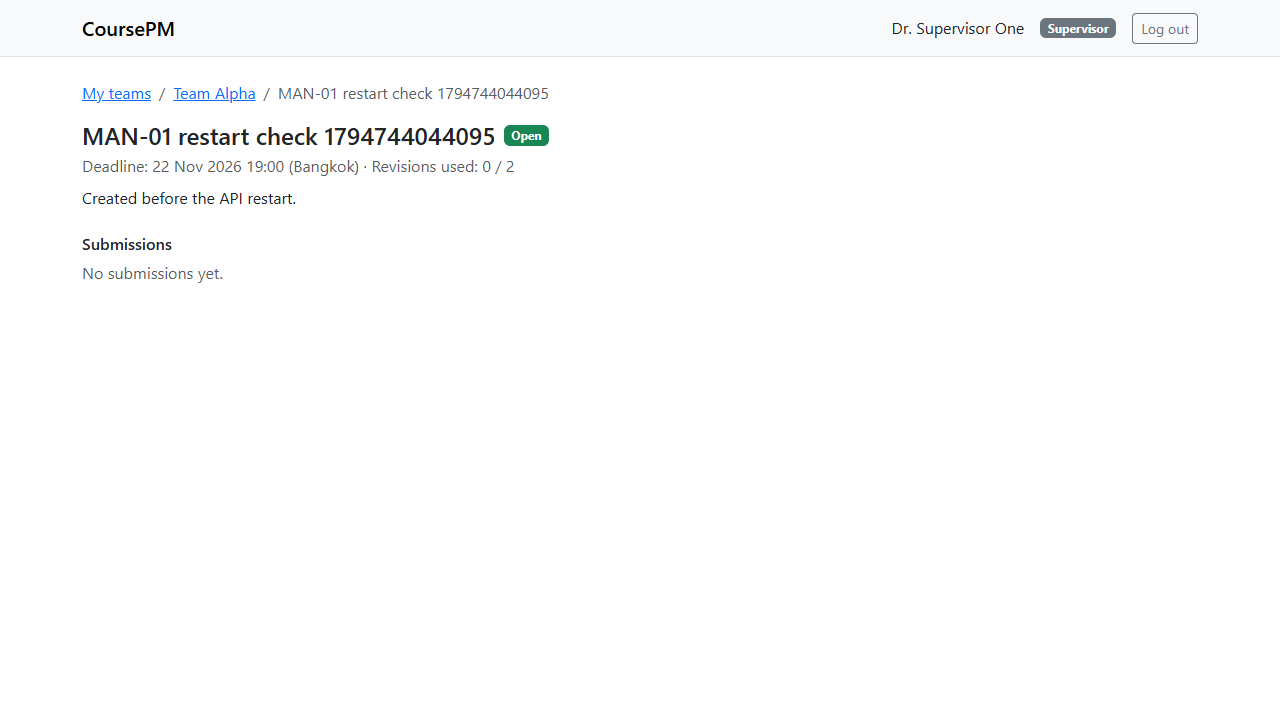 CoursePM
Dr. Supervisor One Supervisor Log out
My teams / Team Alpha / MAN-01 restart check 1794744044095
MAN-01 restart check 1794744044095 Open
Deadline: 22 Nov 2026 19:00 (Bangkok) · Revisions used: 0 / 2
Created before the API restart.
Submissions
No submissions yet.